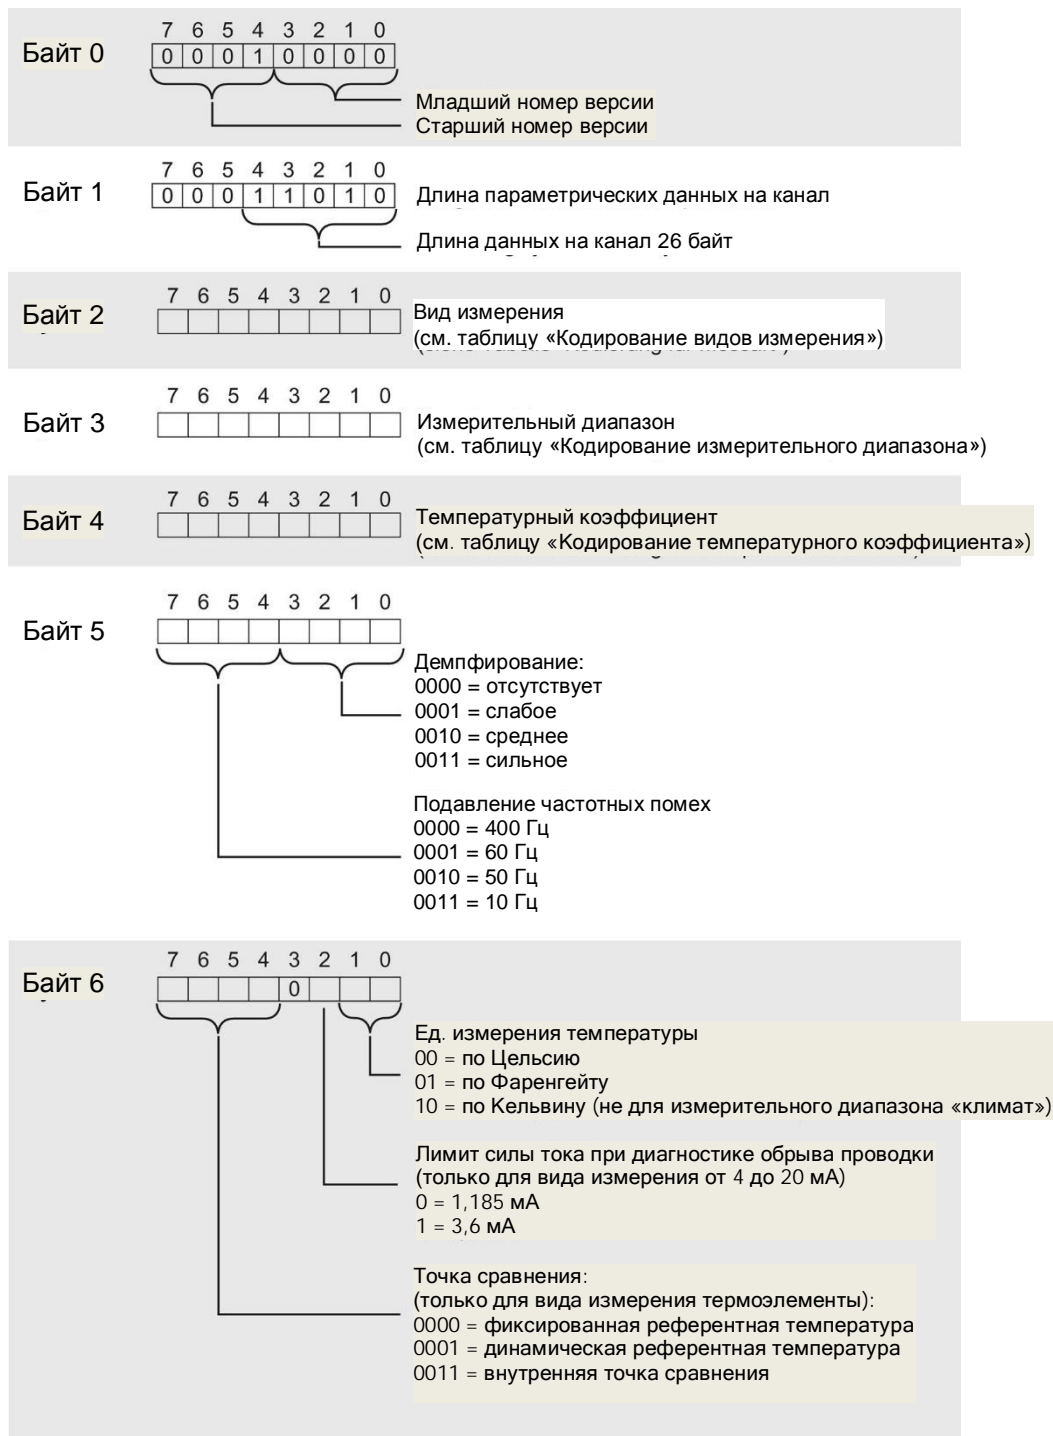 7 6 5 4 3 2 1 0
Байт 0
0 0 0 1 0 0 0 0
Младший номер версии
Старший номер версии
7 6 5 4 3 2 1 0
Байт 1
0 0 0 1 1 0 1 0
Длина параметрических данных на канал
Длина данных на канал 26 байт
7 6 5 4 3 2 1 0
Байт 2
Вид измерения
(см. таблицу «Кодирование видов измерения»)
7 6 5 4 3 2 1 0
Байт 3
Измерительный диапазон
(см. таблицу «Кодирование измерительного диапазона»)
7 6 5 4 3 2 1 0
Байт 4
Температурный коэффициент
(см. таблицу «Кодирование температурного коэффициента»)
7 6 5 4 3 2 1 0
Байт 5
Демпфирование:
0000 = отсутствует
0001 = слабое
0010 = среднее
0011 = сильное
Подавление частотных помех
0000 = 400 Гц
0001 = 60 Гц
0010 = 50 Гц
0011 = 10 Гц
7 6 5 4 3 2 1 0
Байт 6
0
Ед. измерения температуры
00 = по Цельсию
01 = по Фаренгейту
10 = по Кельвину (не для измерительного диапазона «климат»)
Лимит силы тока при диагностике обрыва проводки
(только для вида измерения от 4 до 20 мА)
0 = 1,185 мА
1 = 3,6 мА
Точка сравнения:
(только для вида измерения термоэлементы):
0000 = фиксированная референтная температура
0001 = динамическая референтная температура
0011 = внутренняя точка сравнения